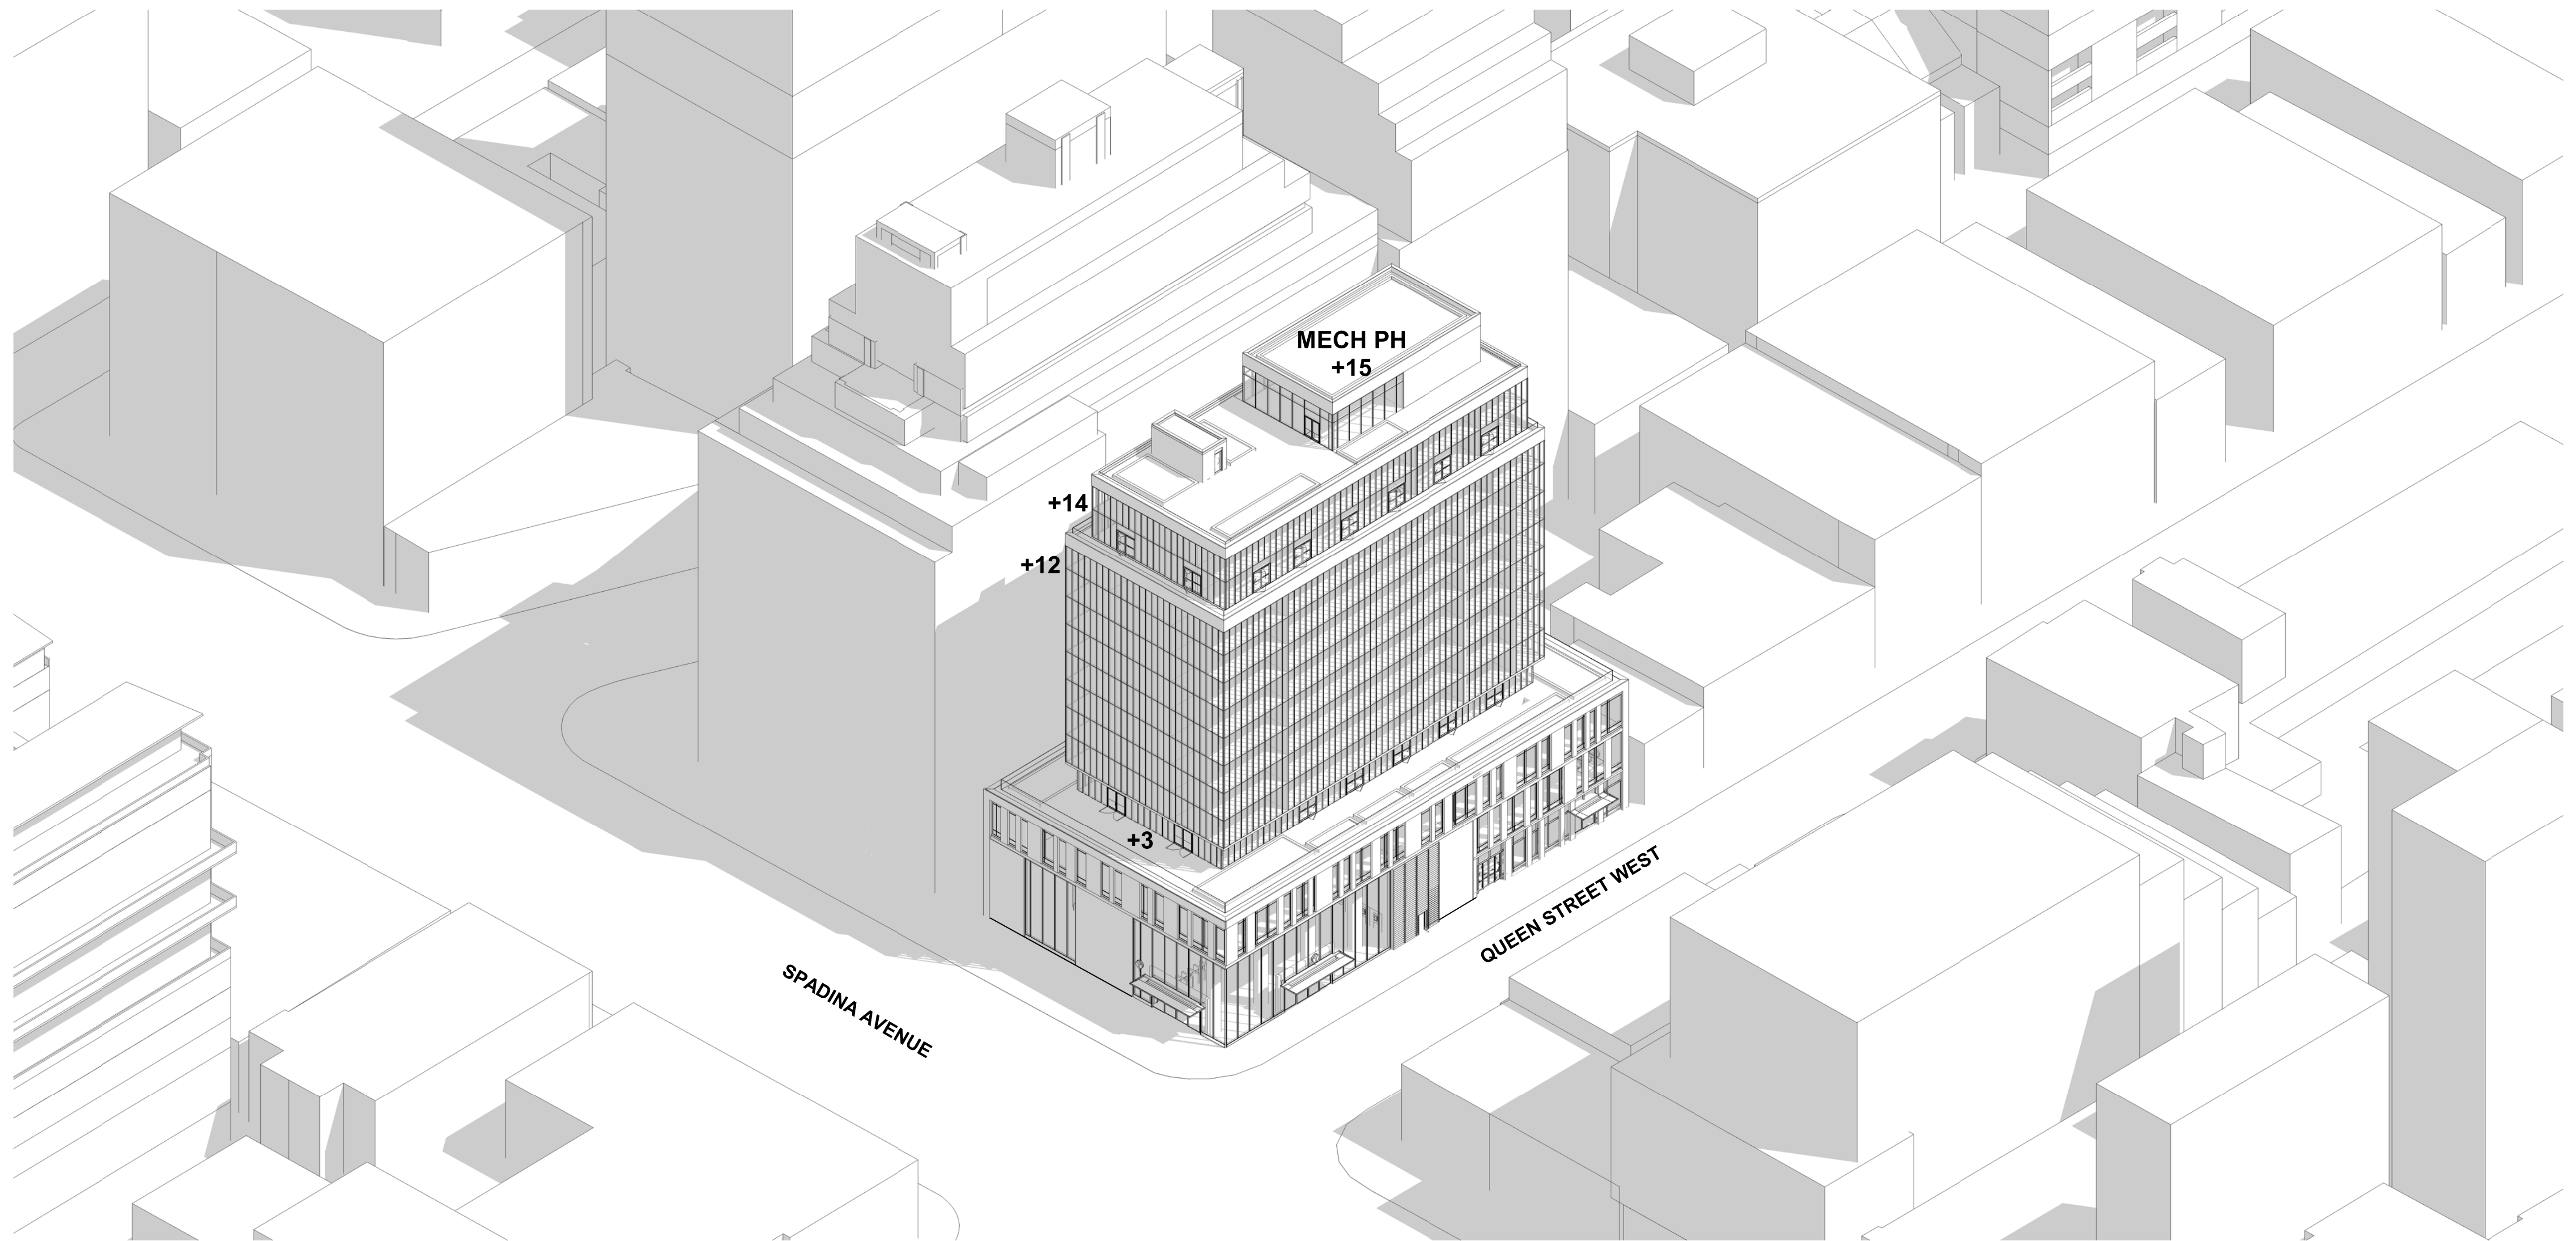 MECH PH
+15
+14
+12
+3
QUEEN STREET WEST
SPADINA AVENUE